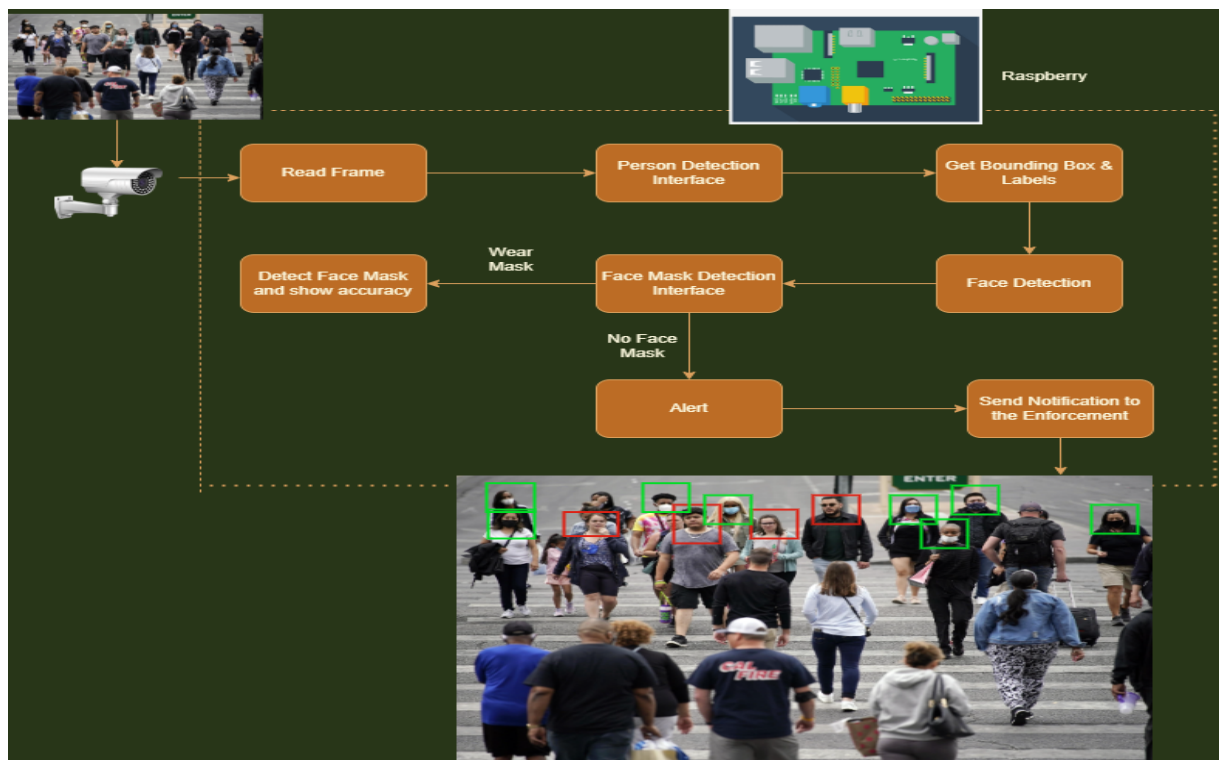 Raspberry
Read Frame
Person Detection
Interface
Get Bounding Box &
Labels
Wear
Mask
Detect Face Mask
and show accuracy
Face Mask Detection
Interface
Face Detection
No Face
Mask
Alert
Send Notification to
the Enforcement
ENTER
CAL
FIRE